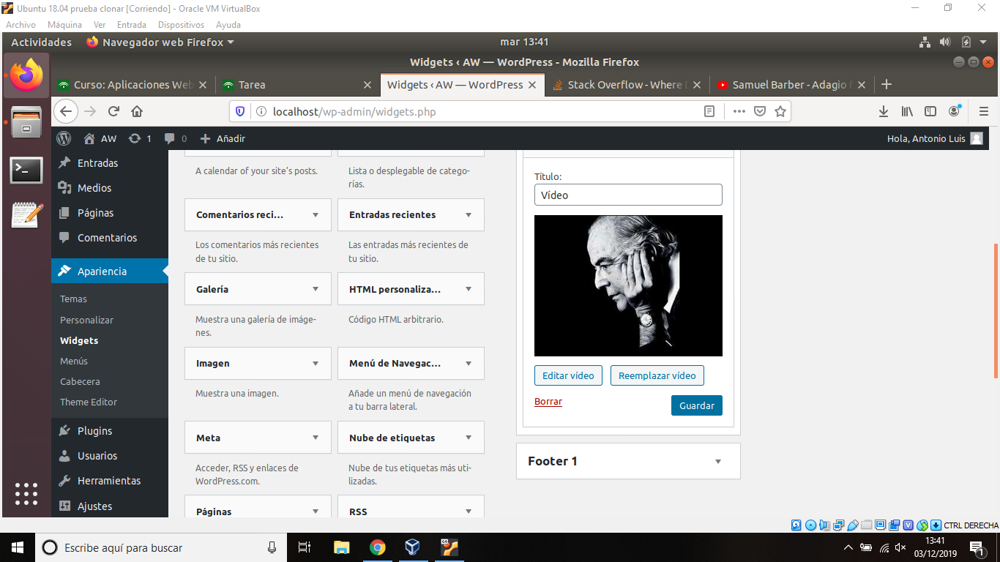 Ubuntu 18.04 prueba clonar [Corriendo] - Oracle VM VirtualBox
Archivo Máquina Ver Entrada Dispositivos Ayuda
Actividades Navegador web Firefox mar 13:41
Widgets ‹ AW — WordPress - Mozilla Firefox
Curso: Aplicaciones Web Tarea Widgets ‹ AW — WordPress Stack Overflow - Where D Samuel Barber - Adagio f
localhost/wp-admin/widgets.php
AW 1 0 Añadir Hola, Antonio Luis
Entradas
Medios
Páginas
Comentarios
Apariencia
Temas
Personalizar
Widgets
Menús
Cabecera
Theme Editor
Plugins
Usuarios
Herramientas
Ajustes
A calendar of your site's posts.
Lista o desplegable de catego-
rías.
Comentarios reci...
Entradas recientes
Los comentarios más recientes
de tu sitio.
Las entradas más recientes de
tu sitio.
Galería
HTML personaliza...
Muestra una galería de imáge-
nes.
Código HTML arbitrario.
Imagen
Menú de Navegac...
Muestra una imagen.
Añade un menú de navegación
a tu barra lateral.
Meta
Nube de etiquetas
Acceder, RSS y enlaces de
WordPress.com.
Nube de tus etiquetas más uti-
lizadas.
Páginas
RSS
Título:
Vídeo
Editar vídeo Reemplazar vídeo
Borrar Guardar
Footer 1
CTRL DERECHA
Escribe aquí para buscar
64
13:41
03/12/2019
1